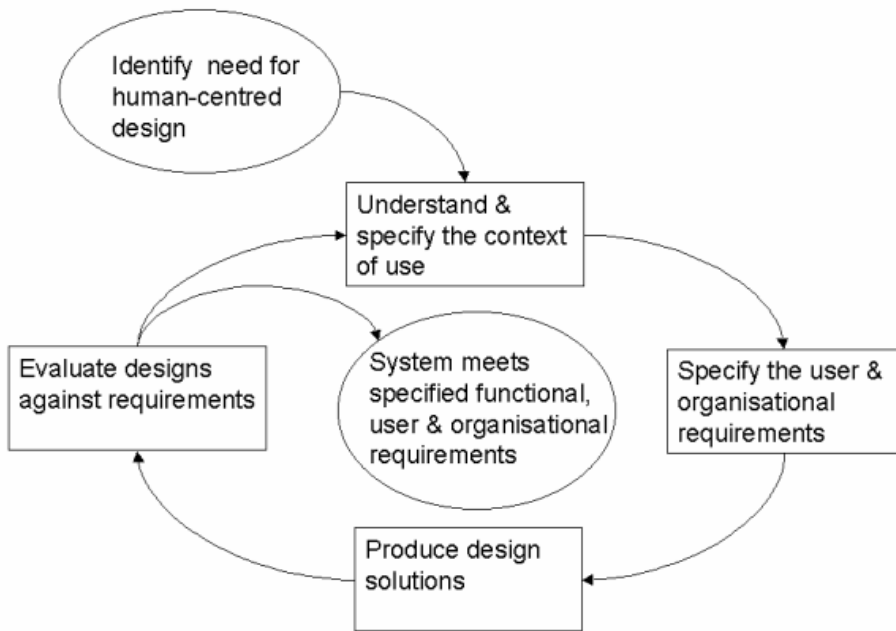 Identify need for
human-centred
design
Understand &
specify the context
of use
Evaluate designs
against requirements
System meets
specified functional,
user & organisational
requirements
Specify the user &
organisational
requirements
Produce design
solutions